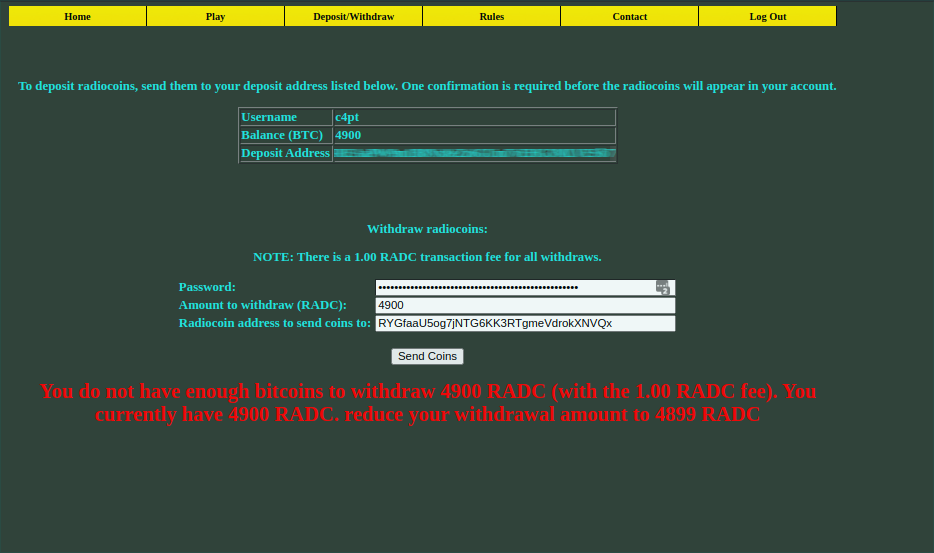 Home Play Deposit/Withdraw Rules Contact Log Out
To deposit radiocoins, send them to your deposit address listed below. One confirmation is required before the radiocoins will appear in your account.
Username c4pt
Balance (BTC) 4900
Deposit Address
Withdraw radiocoins:
NOTE: There is a 1.00 RADC transaction fee for all withdraws.
Password: ••••••••••••••••••••••••••••••••••••••••••••••••••
Amount to withdraw (RADC): 4900
Radiocoin address to send coins to: RYGfaaU5og7jNTG6KK3RTgmeVdrokXNVQx
Send Coins
You do not have enough bitcoins to withdraw 4900 RADC (with the 1.00 RADC fee). You
currently have 4900 RADC. reduce your withdrawal amount to 4899 RADC